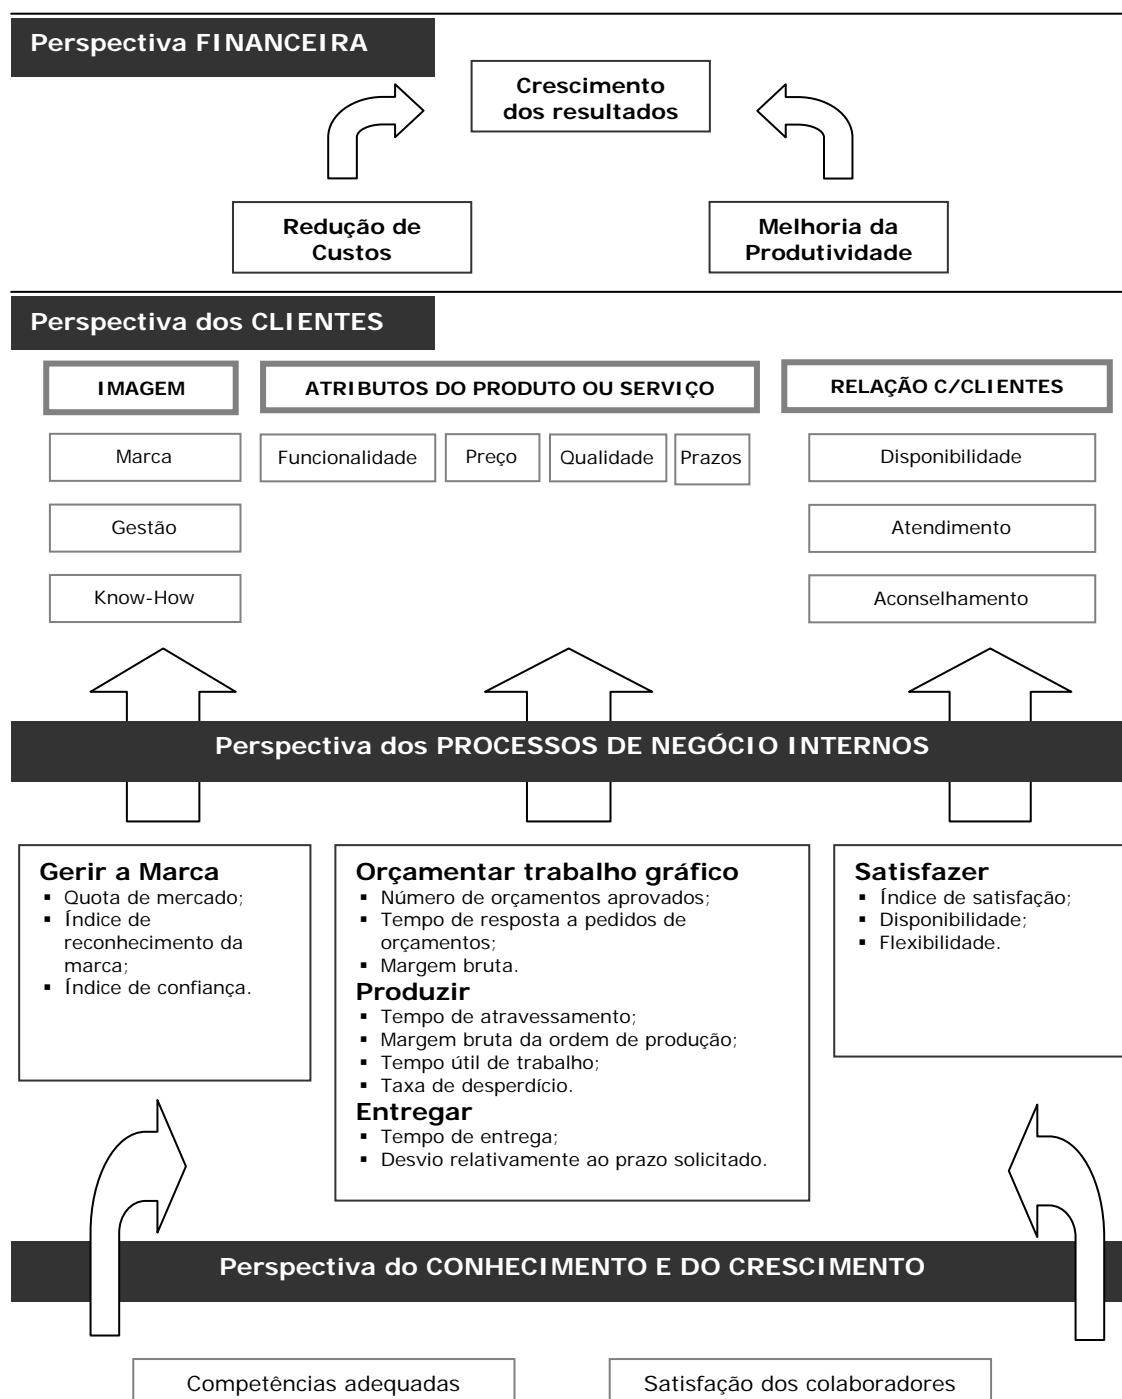 Perspectiva FINANCEIRA
Crescimento
dos resultados
Redução de
Custos
Melhoria da
Produtividade
Perspectiva dos CLIENTES
IMAGEM
ATRIBUTOS DO PRODUTO OU SERVIÇO
RELAÇÃO C/CLIENTES
Marca
Funcionalidade
Preço
Qualidade
Prazos
Disponibilidade
Gestão
Atendimento
Know-How
Aconselhamento
Perspectiva dos PROCESSOS DE NEGÓCIO INTERNOS
Gerir a Marca
▪ Quota de mercado;
▪ Índice de
reconhecimento da
marca;
▪ Índice de confiança.
Orçamentar trabalho gráfico
▪ Número de orçamentos aprovados;
▪ Tempo de resposta a pedidos de
orçamentos;
▪ Margem bruta.
Produzir
▪ Tempo de atravessamento;
▪ Margem bruta da ordem de produção;
▪ Tempo útil de trabalho;
▪ Taxa de desperdício.
Entregar
▪ Tempo de entrega;
▪ Desvio relativamente ao prazo solicitado.
Satisfazer
▪ Índice de satisfação;
▪ Disponibilidade;
▪ Flexibilidade.
Perspectiva do CONHECIMENTO E DO CRESCIMENTO
Competências adequadas
Satisfação dos colaboradores